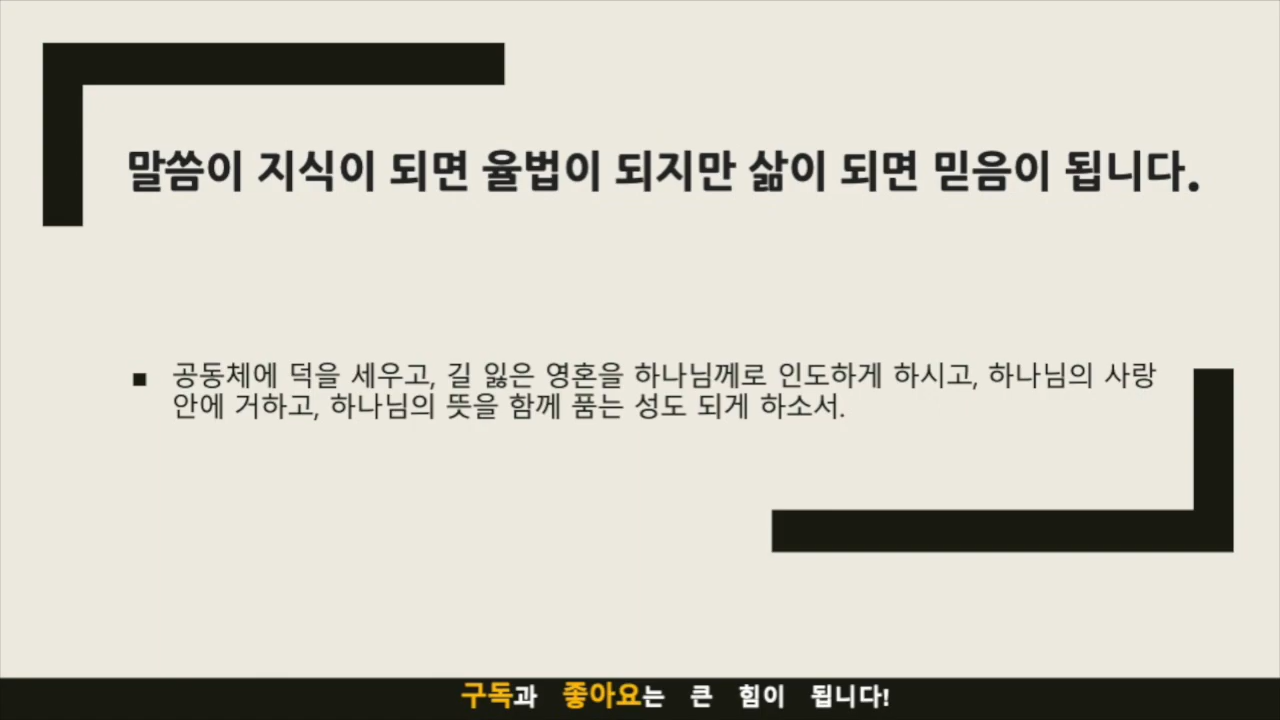 말씀이 지식이 되면 율법이 되지만 삶이 되면 믿음이 됩니다.
■ 공동체에 덕을 세우고, 길 잃은 영혼을 하나님께로 인도하게 하시고, 하나님의 사랑
안에 거하고, 하나님의 뜻을 함께 품는 성도 되게 하소서.
구독과 좋아요는 큰 힘이 됩니다!